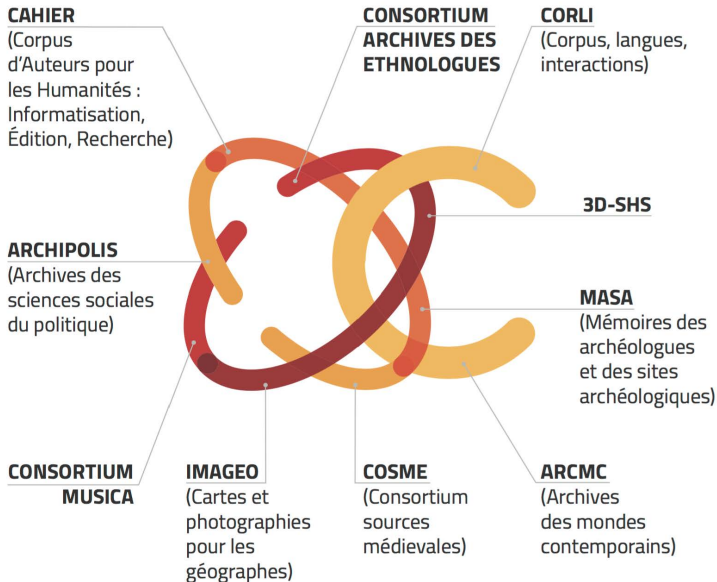 CAHIER
(Corpus
d'Auteurs pour
les Humanités :
Informatisation,
Édition, Recherche)
CONSORTIUM
ARCHIVES DES
ETHNOLOGUES
CORLI
(Corpus, langues,
interactions)
3D-SHS
ARCHIPOLIS
(Archives des
sciences sociales
du politique)
MASA
(Mémoires des
archéologues
et des sites
archéologiques)
CONSORTIUM
MUSICA
IMAGEO
(Cartes et
photographies
pour les
géographes)
COSME
(Consortium
sources
médievales)
ARCMC
(Archives
des mondes
contemporains)